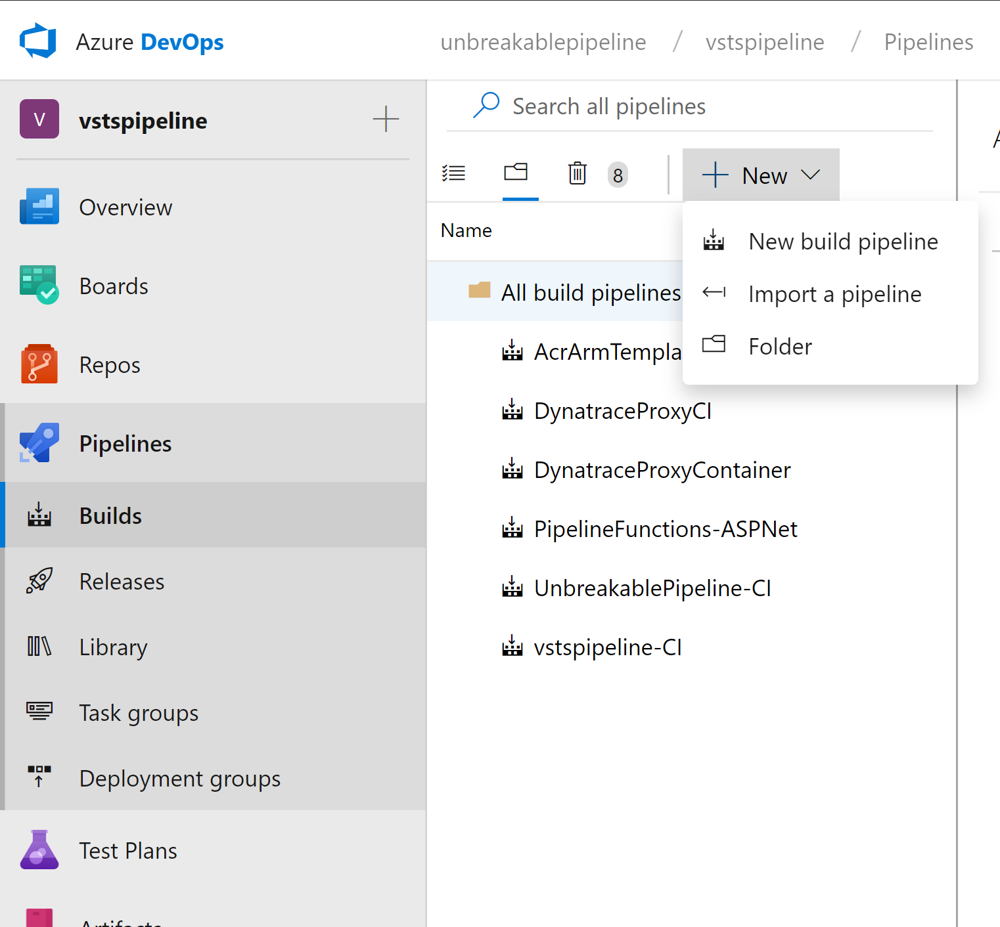 Azure DevOps
unbreakablepipeline / vstspipeline / Pipelines
V
vstspipeline
Overview
Boards
Repos
Pipelines
Builds
Releases
Library
Task groups
Deployment groups
Test Plans
Artifacts
Search all pipelines
8
New
New build pipeline
Import a pipeline
Folder
Name
All build pipelines
AcrArmTempla
DynatraceProxyCI
DynatraceProxyContainer
PipelineFunctions-ASPNet
UnbreakablePipeline-CI
vstspipeline-CI